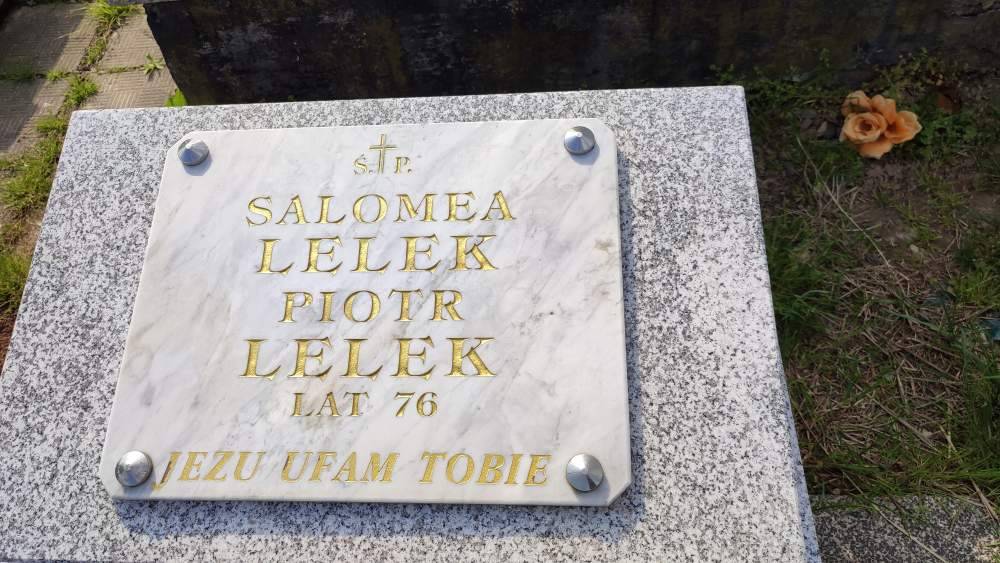 Ś. P.
SALOMEA
LELEK
PIOTR
LELEK
LAT 76
JEZU UFAM TOBIE